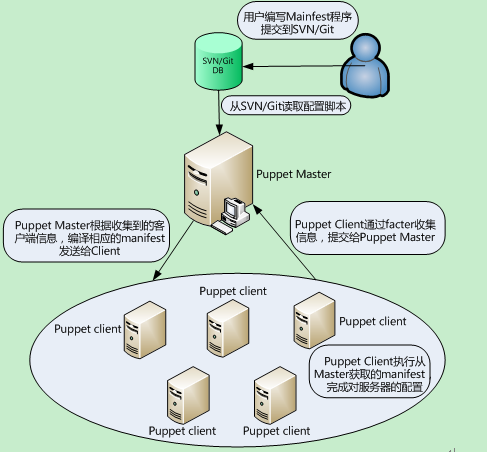 用户编写Mainfest程序
提交到SVN/Git
SVN/Git
DB
从SVN/Git读取配置脚本
Puppet Master
Puppet Master根据收集到的客
户端信息，编译相应的manifest
发送给Client
Puppet Client通过facter收集
信息，提交给Puppet Master
Puppet client
Puppet client
Puppet client
Puppet Client执行从
Master获取的manifest，
完成对服务器的配置
Puppet client
Puppet client